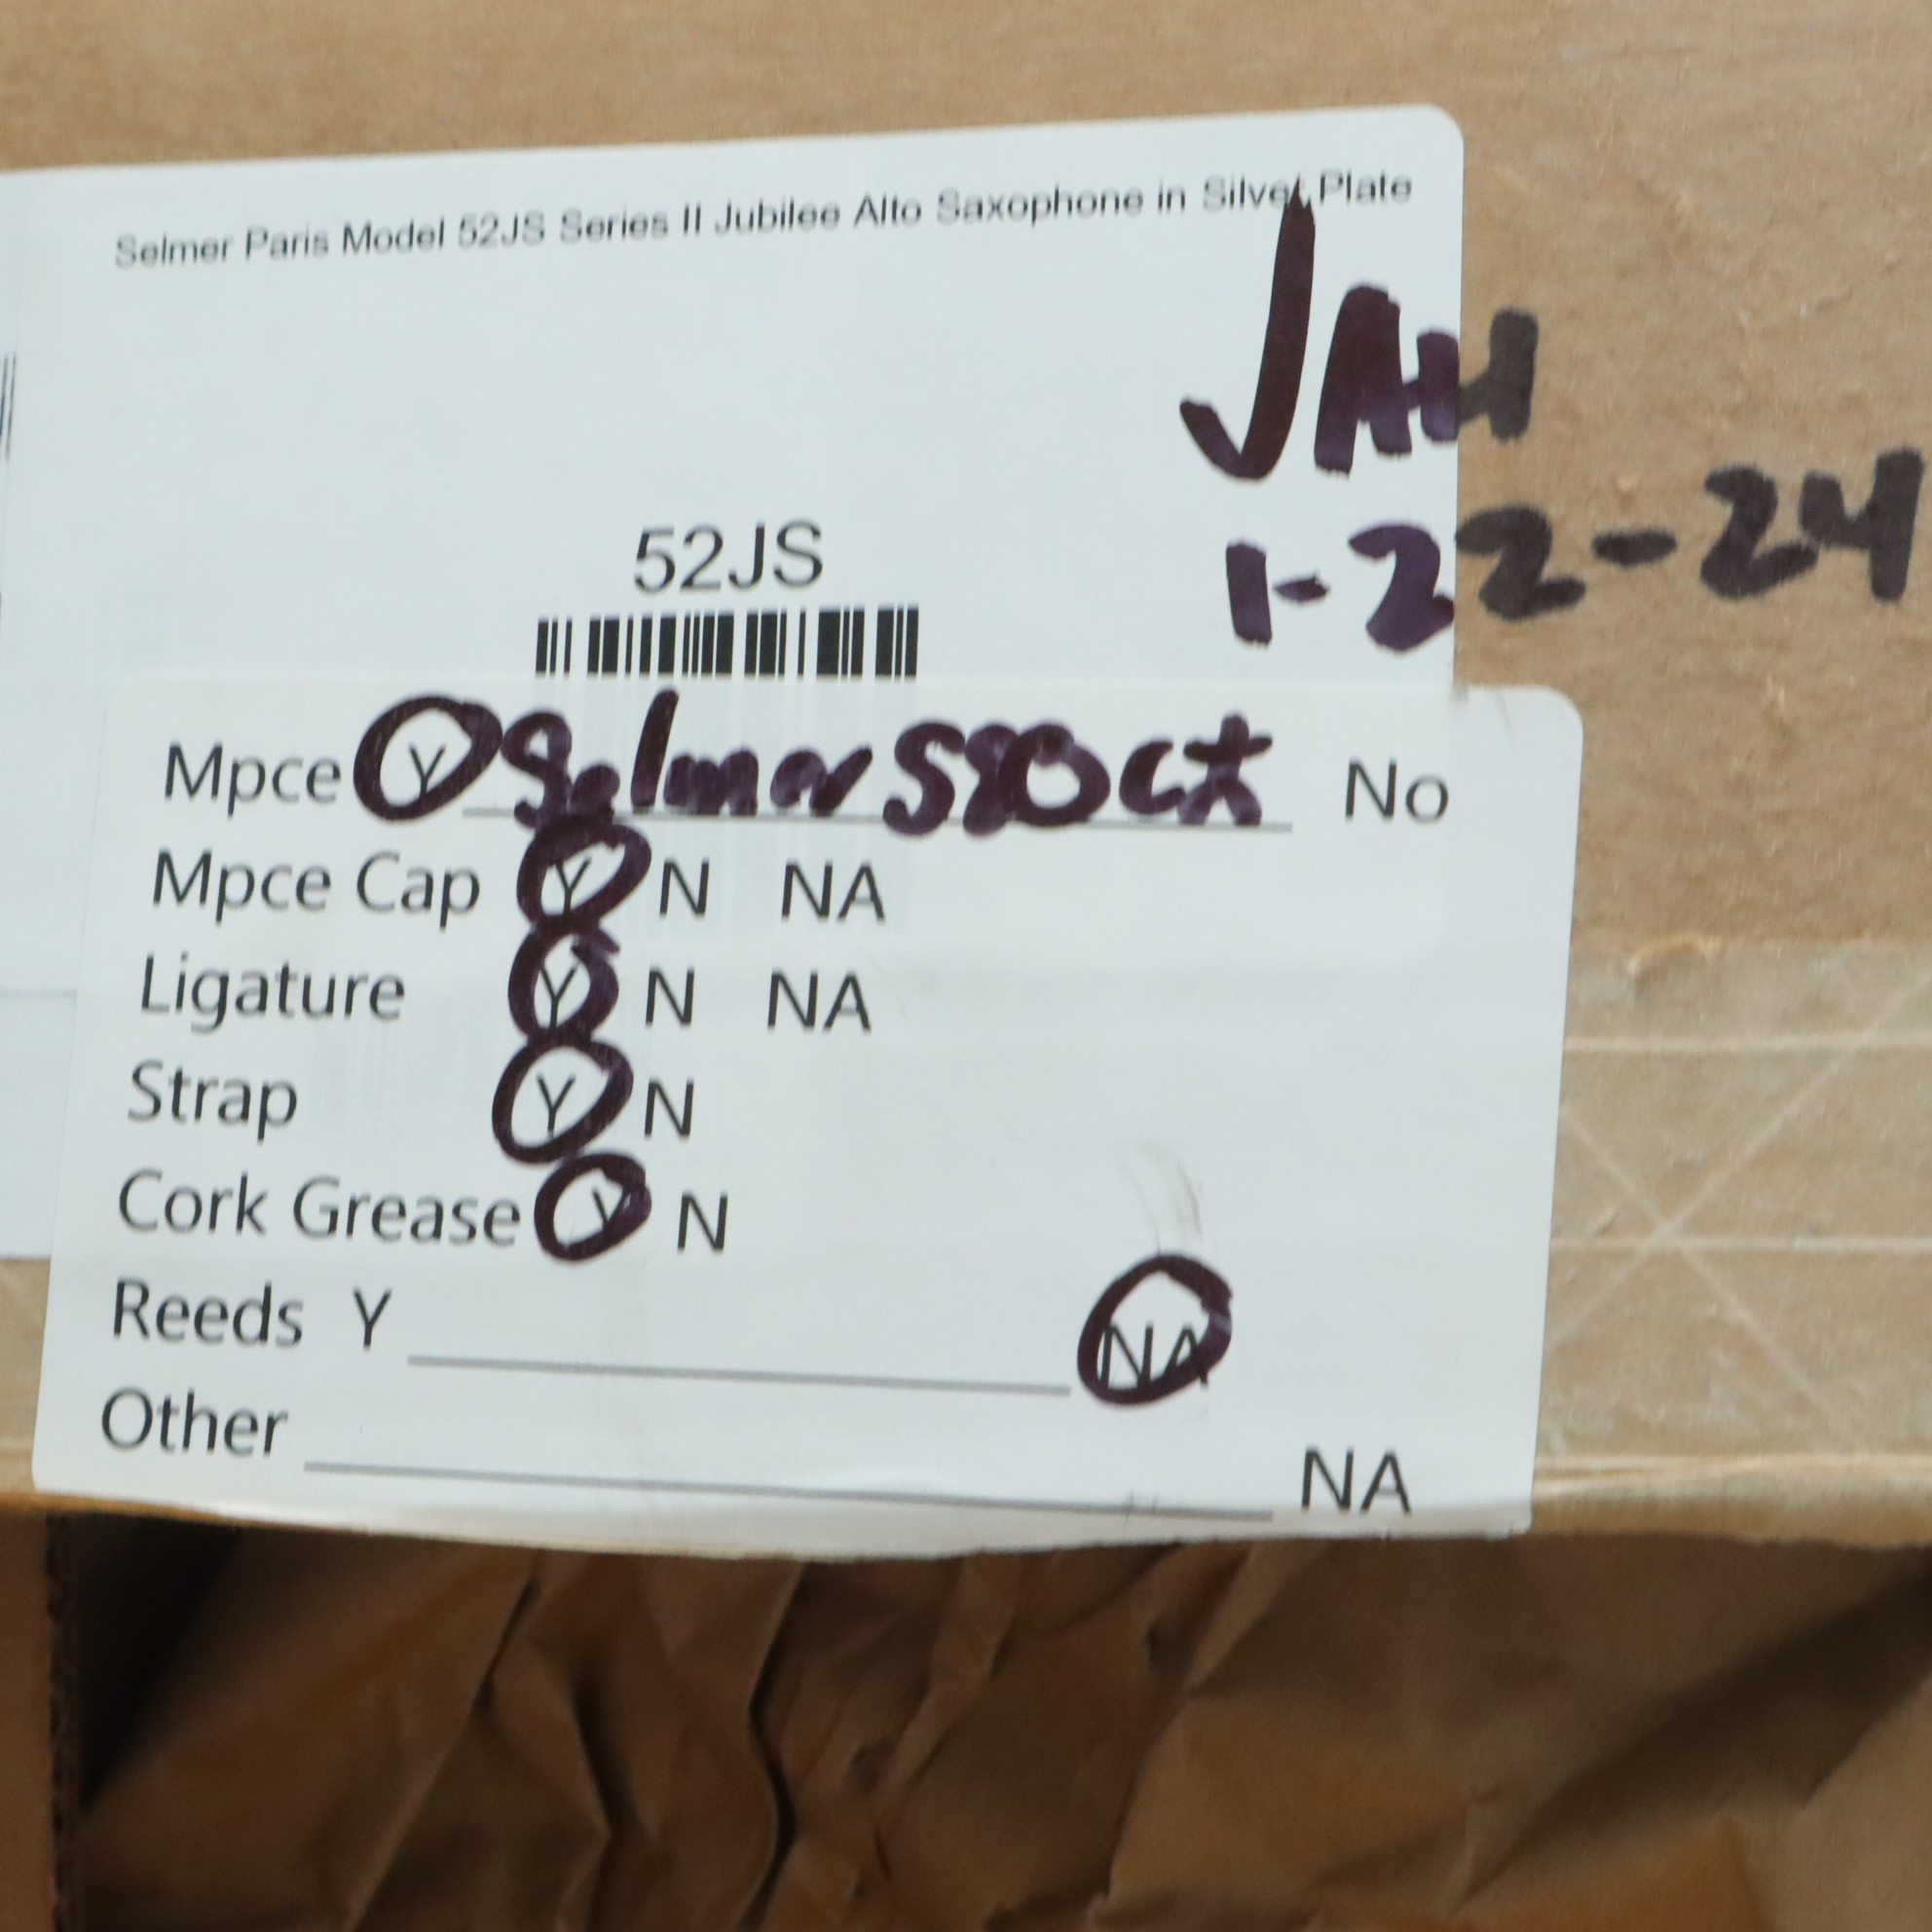 Selmer Paris Model 52JS Series II Jubilee Alto Saxophone in Silver Plate
JAH
1-22-24
52JS
Mpce Y Selmer S80 C* No
Mpce Cap Y N NA
Ligature Y N NA
Strap Y N
Cork Grease Y N
Reeds Y NA
Other NA